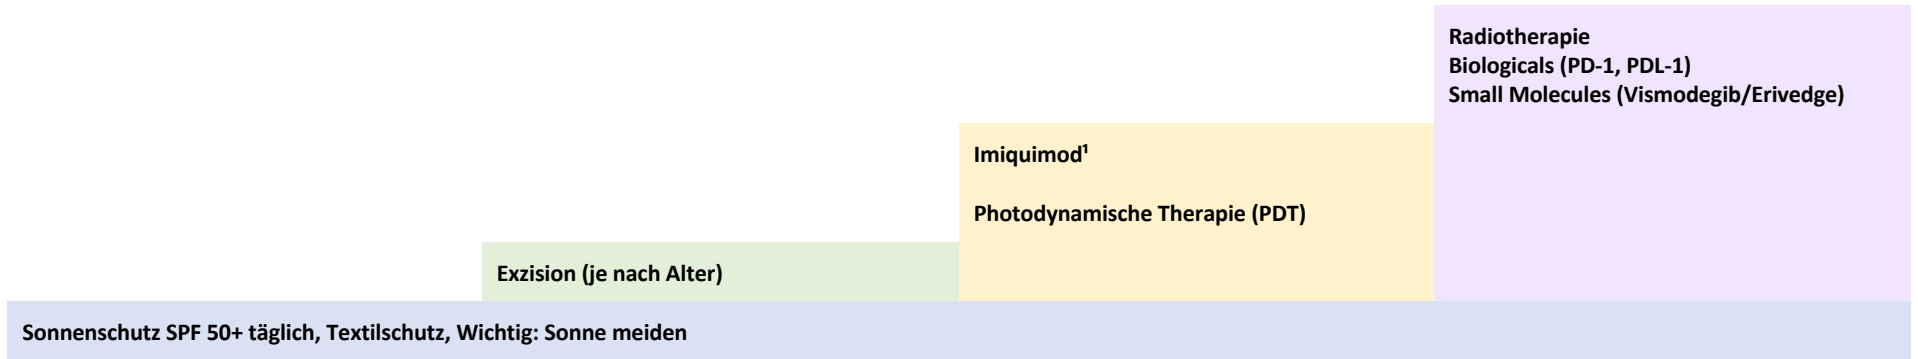 Radiotherapie
Biologicals (PD-1, PDL-1)
Small Molecules (Vismodegib/Erivedge)
Imiquimod¹
Photodynamische Therapie (PDT)
Exzision (je nach Alter)
Sonnenschutz SPF 50+ täglich, Textilschutz, Wichtig: Sonne meiden